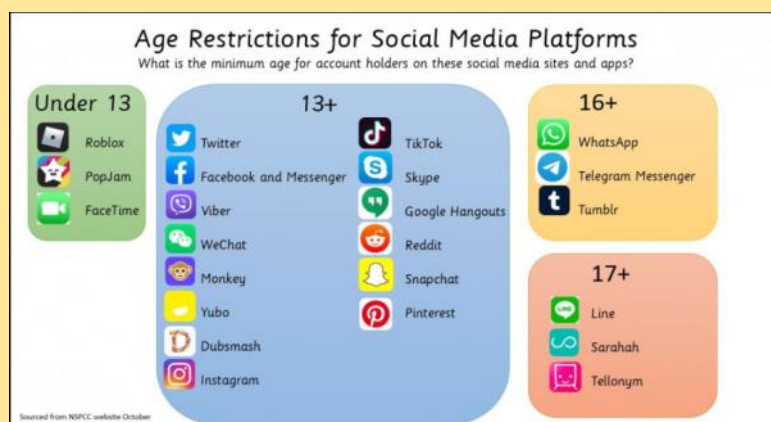 Age Restrictions for Social Media Platforms
What is the minimum age for account holders on these social media sites and apps?
Under 13
Roblox
PopJam
FaceTime
13+
Twitter
Facebook and Messenger
Viber
WeChat
Monkey
Yubo
Dubsmash
Instagram
TikTok
Skype
Google Hangouts
Reddit
Snapchat
Pinterest
16+
WhatsApp
Telegram Messenger
Tumblr
17+
LINE
Line
Sarahah
Tellonym
Sourced from NSPCC website October